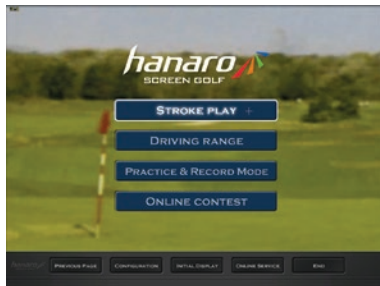 hanaro
SCREEN GOLF
STROKE PLAY +
DRIVING RANGE
PRACTICE & RECORD MODE
ONLINE CONTEST
PREVIOUS PAGE
CONFIGURATION
INITIAL DISPLAY
ONLINE SERVICE
END